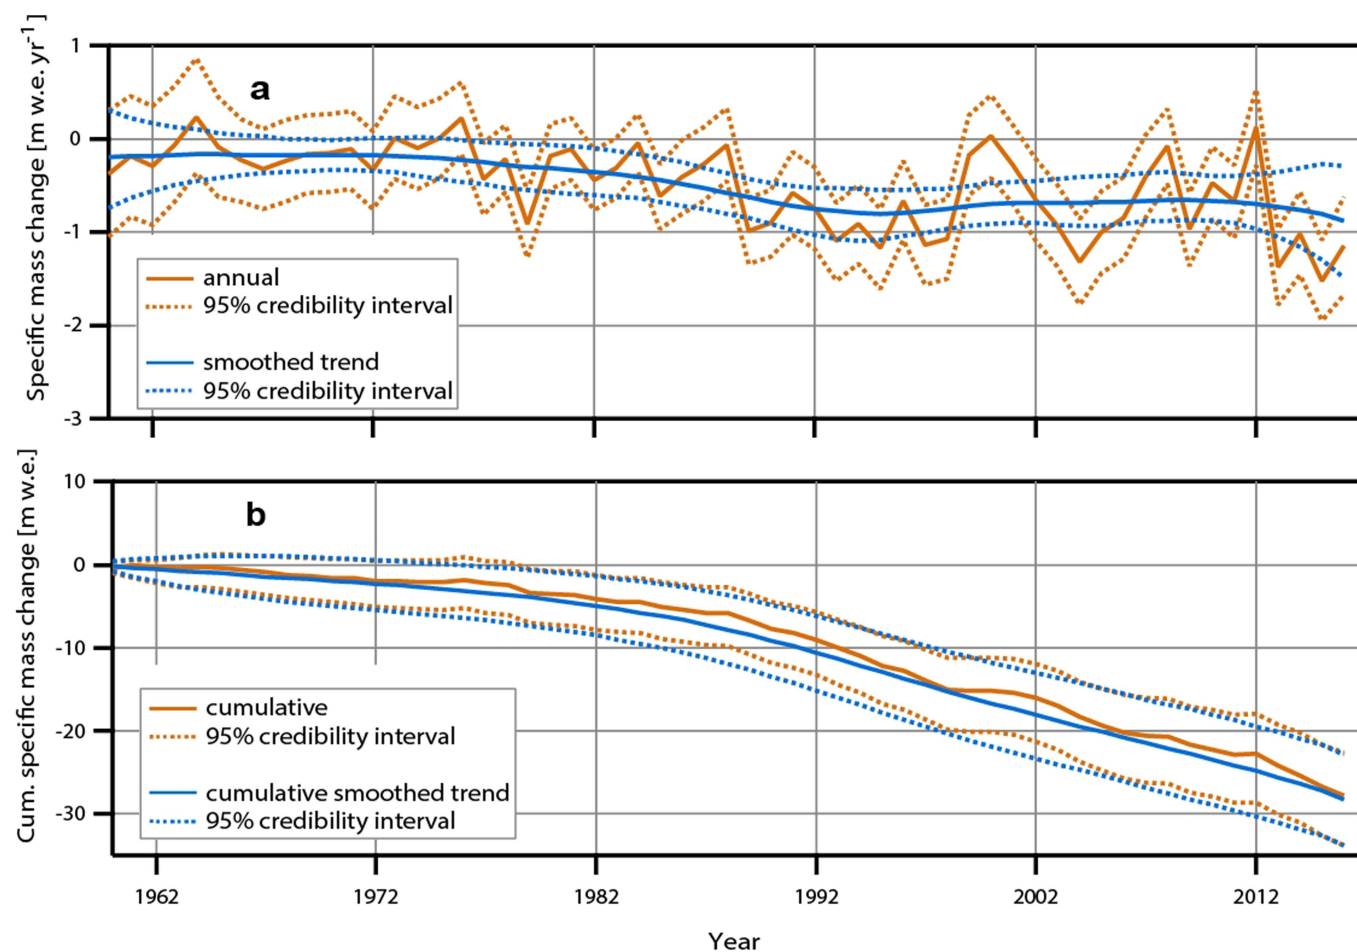 Specific mass change [m w.e. yr⁻¹]
1
0
-1
-2
-3
a
annual
95% credibility interval
smoothed trend
95% credibility interval
Cum. specific mass change [m w.e.]
10
0
-10
-20
-30
b
cumulative
95% credibility interval
cumulative smoothed trend
95% credibility interval
1962 1972 1982 1992 2002 2012
Year